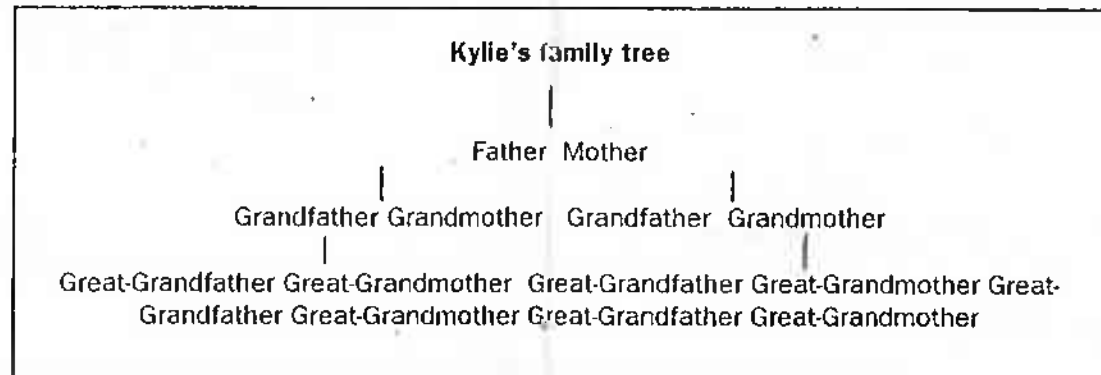 Kylie's family tree
Father Mother
Grandfather Grandmother Grandfather Grandmother
Great-Grandfather Great-Grandmother Great-Grandfather Great-Grandmother Great-
Grandfather Great-Grandmother Great-Grandfather Great-Grandmother